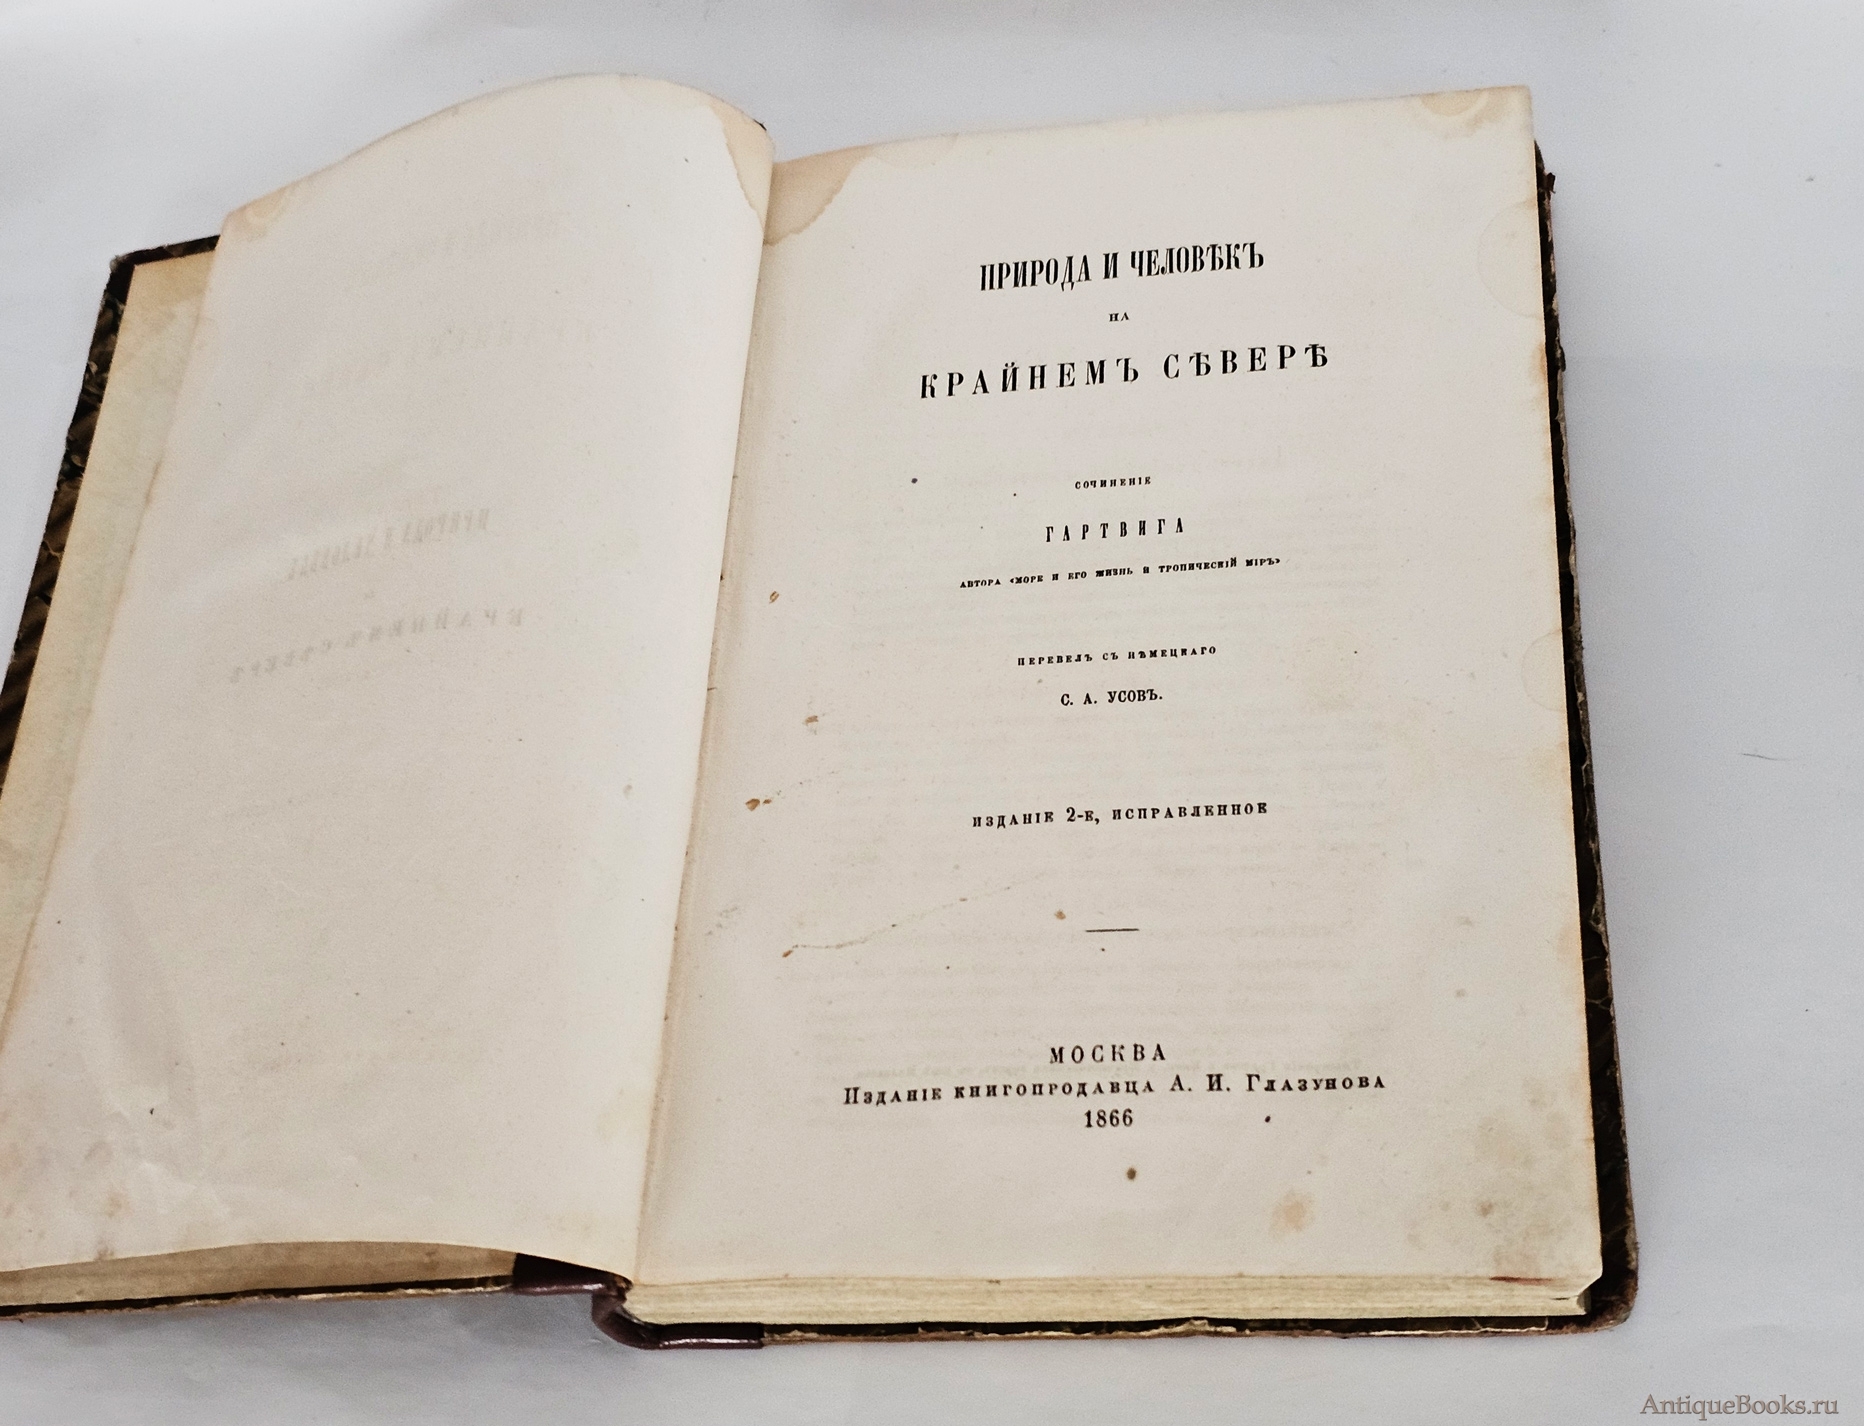 ПРИРОДА И ЧЕЛОВѢКЪ
НА
КРАЙНЕМЪ СѢВЕРѢ
СОЧИНЕНІЕ
ГАРТВИГА
АВТОРА «МОРЕ И ЕГО ЖИЗНЬ И ТРОПИЧЕСКІЙ МІРЪ»
ПЕРЕВЕЛЪ СЪ НѢМЕЦКАГО
С. А. УСОВЪ.
ИЗДАНІЕ 2-Е, ИСПРАВЛЕННОЕ
МОСКВА
ИЗДАНІЕ КНИГОПРОДАВЦА А. И. ГЛАЗУНОВА
1866
AntiqueBooks.ru